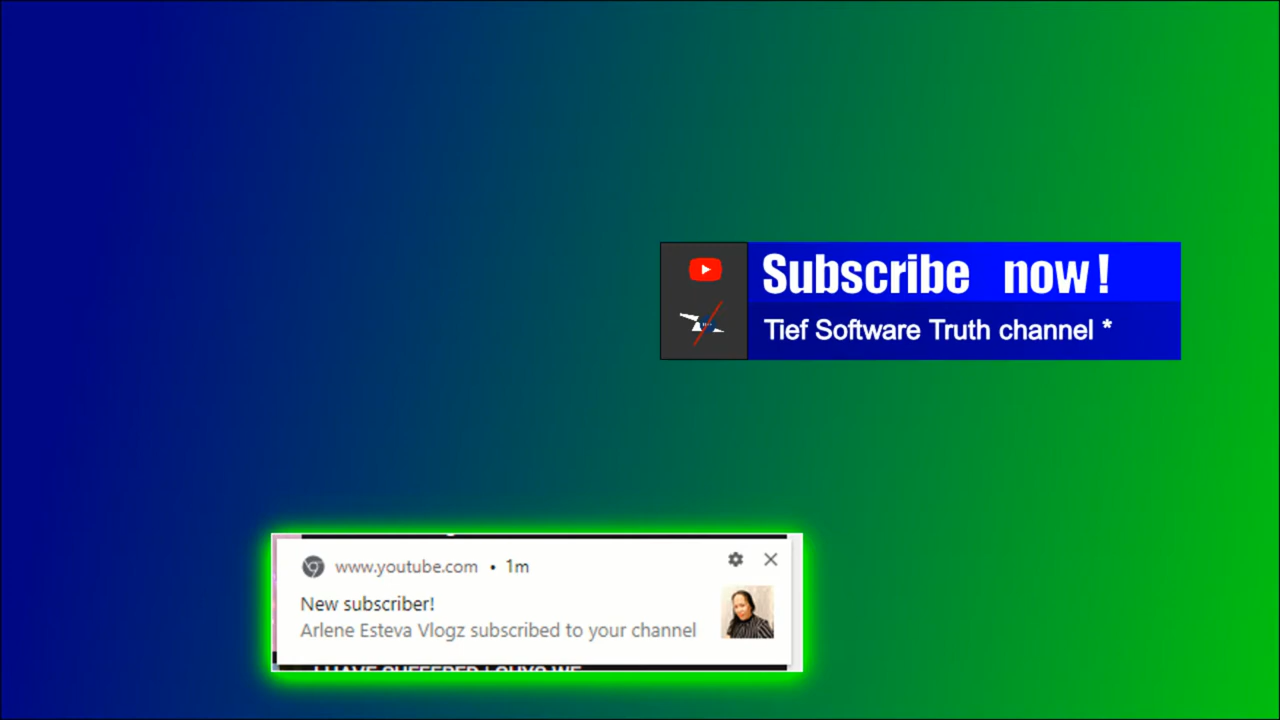 Subscribe now!
Tief Software Truth channel *
www.youtube.com • 1m
New subscriber!
Arlene Esteva Vlogz subscribed to your channel